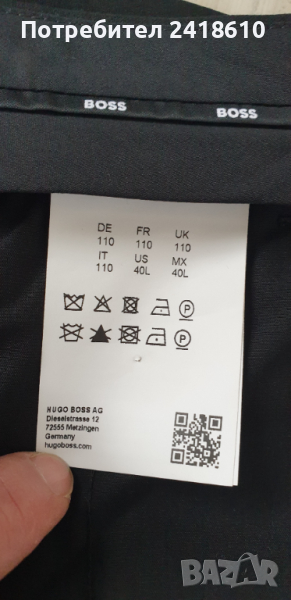 Потребител 2418610
BOSS BOSS
DE FR UK
110 110 110
IT US MX
110 40L 40L
P
P
HUGO BOSS AG
Dieselstrasse 12
72555 Metzingen
Germany
hugoboss.com
BAZAR